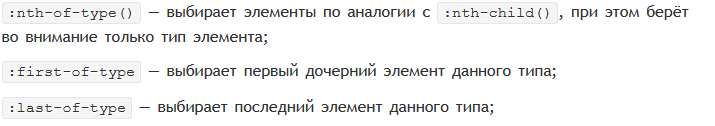 :nth-of-type() — выбирает элементы по аналогии с :nth-child(), при этом берёт
во внимание только тип элемента;
:first-of-type — выбирает первый дочерний элемент данного типа;
:last-of-type — выбирает последний элемент данного типа;